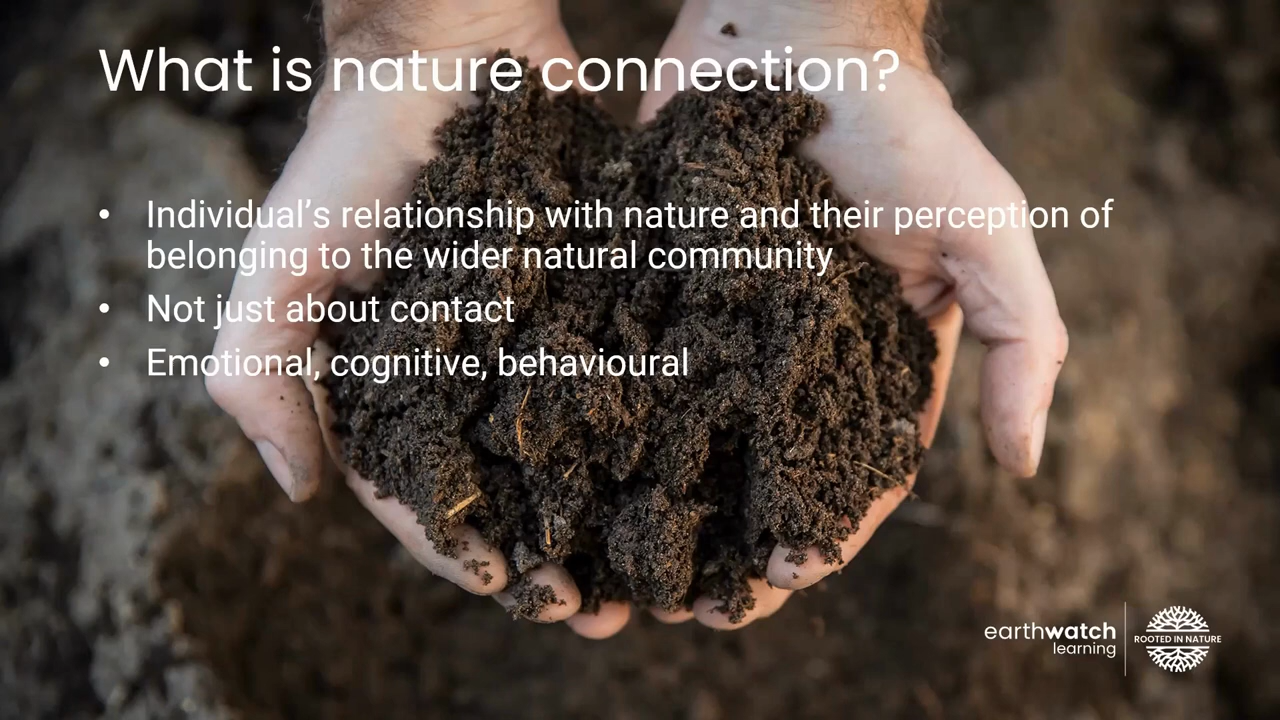 What is nature connection?
• Individual’s relationship with nature and their perception of
belonging to the wider natural community
• Not just about contact
• Emotional, cognitive, behavioural
earthwatch
learning
ROOTED IN NATURE